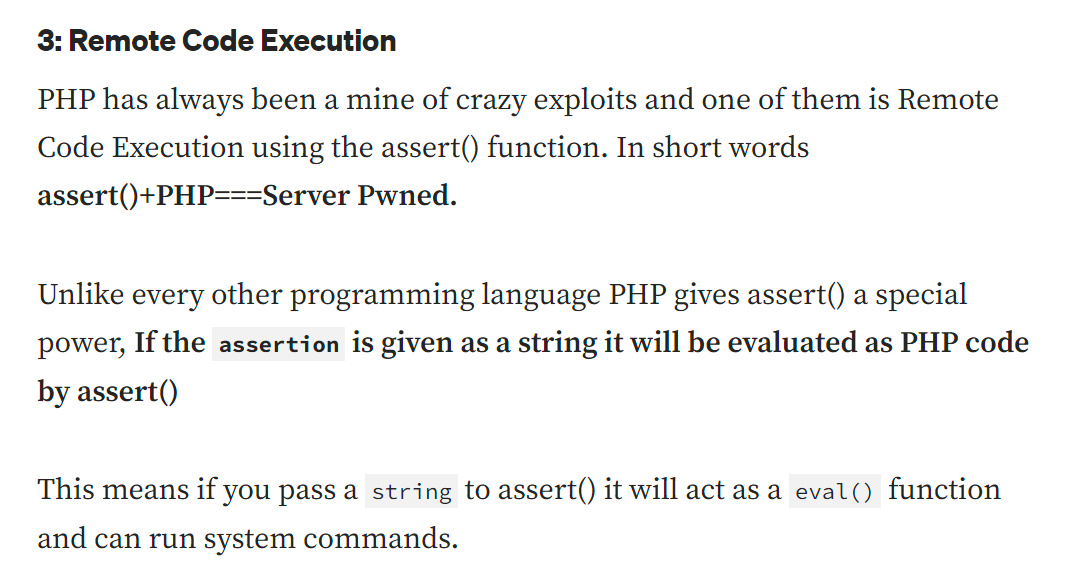 3: Remote Code Execution
PHP has always been a mine of crazy exploits and one of them is Remote
Code Execution using the assert() function. In short words
assert()+PHP===Server Pwned.
Unlike every other programming language PHP gives assert() a special
power, If the assertion is given as a string it will be evaluated as PHP code
by assert()
This means if you pass a string to assert() it will act as a eval() function
and can run system commands.